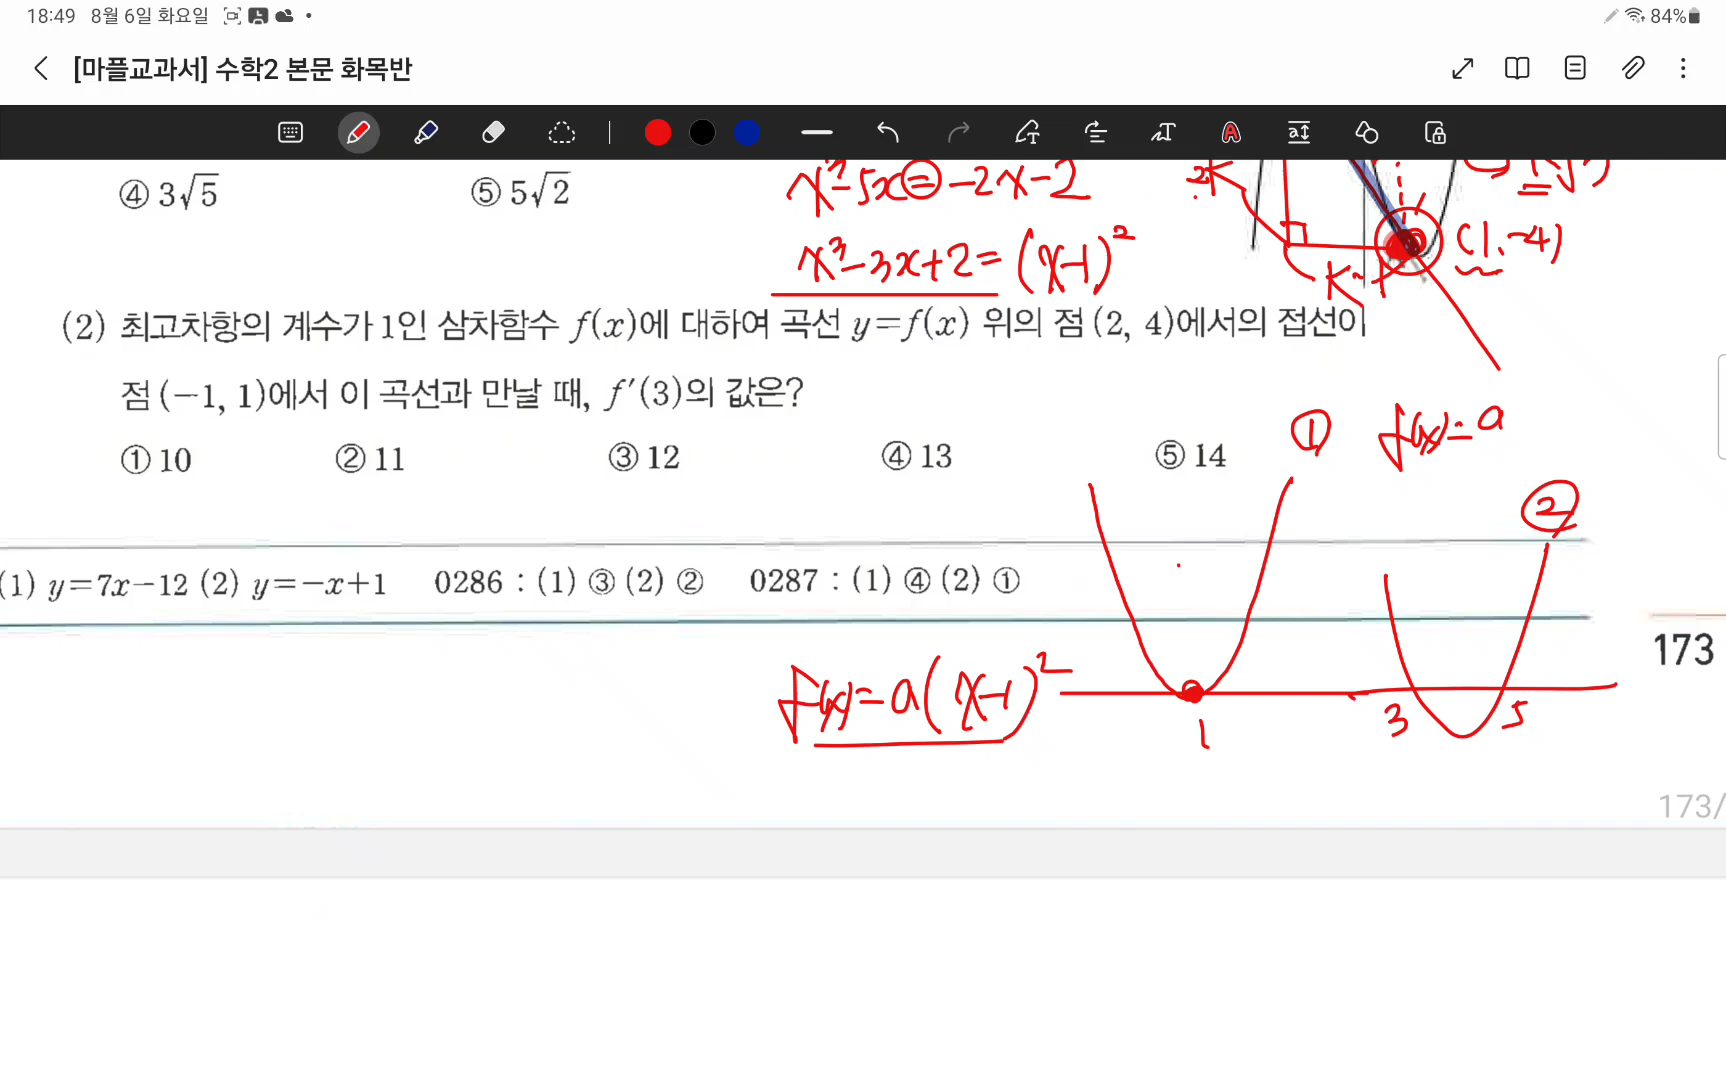 18:49 8월 6일 화요일 84%
[마플교과서] 수학2 본문 화목반
④ 3√5 ⑤ 5√2
x²-5x=-2x-2
x³-3x+2=(x-1)²
(1,-4)
(2) 최고차항의 계수가 1인 삼차함수 f(x)에 대하여 곡선 y=f(x) 위의 점 (2, 4)에서의 접선이
점 (-1, 1)에서 이 곡선과 만날 때, f′(3)의 값은?
① 10 ② 11 ③ 12 ④ 13 ⑤ 14
① f(x)=a
②
(1) y=7x-12 (2) y=-x+1 0286 : (1) ③ (2) ② 0287 : (1) ④ (2) ①
173
f(x)=a(x-1)²
1 3 5
173/